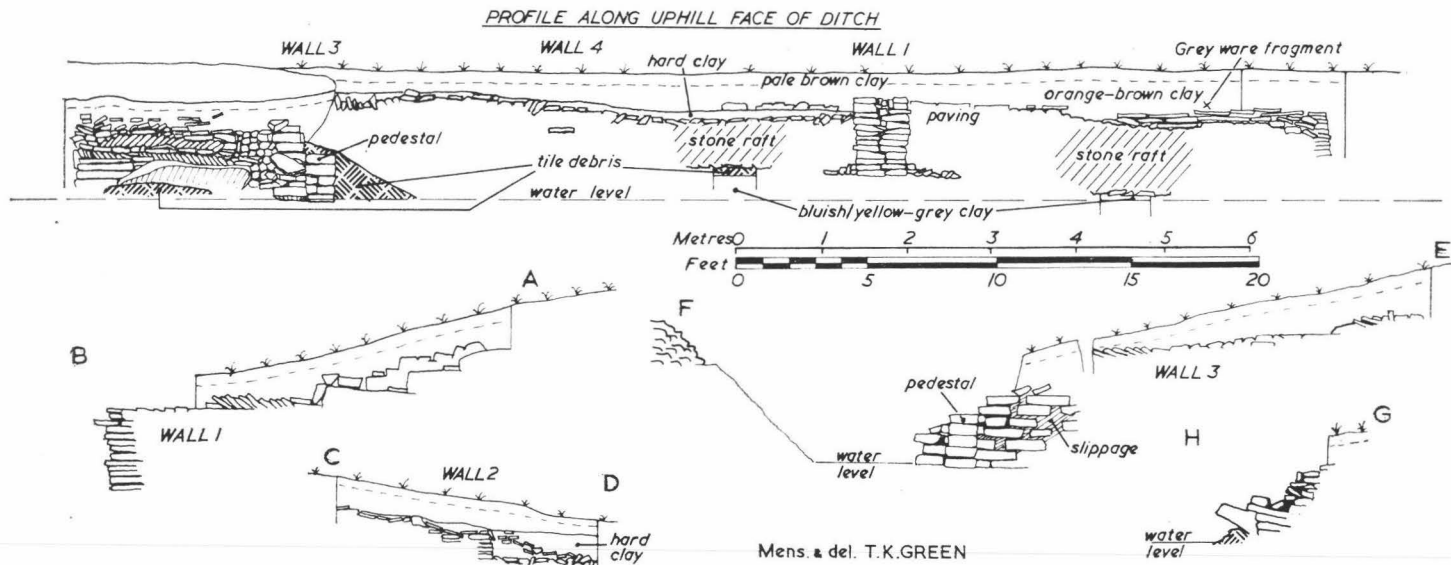 PROFILE ALONG UPHILL FACE OF DITCH
WALL 3
WALL 4
WALL 1
Grey ware fragment
hard clay
pale brown clay
orange-brown clay
paving
pedestal
stone raft
stone raft
tile debris
water level
bluish/yellow-grey clay
Metres 0 1 2 3 4 5 6
Feet
0 5 10 15 20
A
B
WALL 1
C
WALL 2
D
hard
clay
E
F
WALL 3
pedestal
slippage
water
level
H
G
water
level
Mens. & del. T.K.GREEN